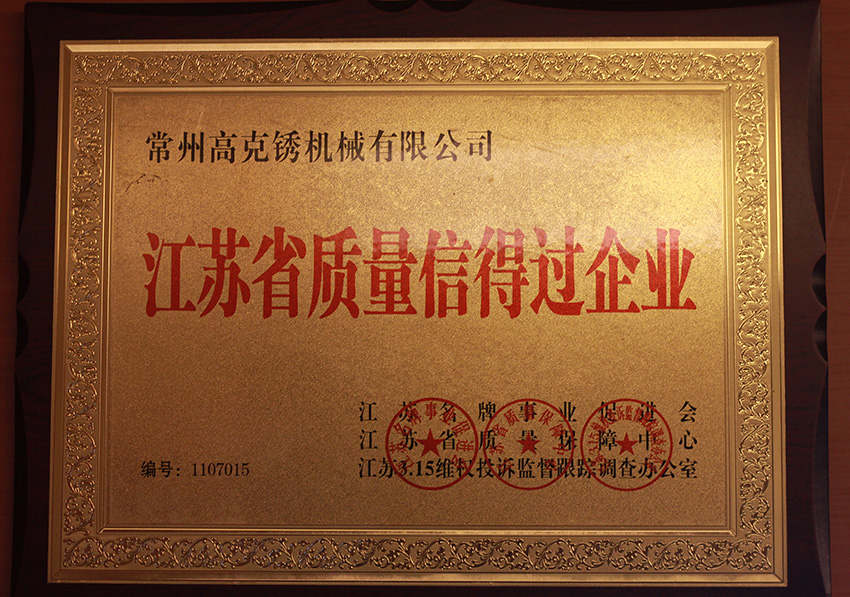 常州高克锈机械有限公司
江苏省质量信得过企业
江苏名牌事业促进会
江苏省质量保障中心
江苏3.15维权投诉监督跟踪调查办公室
编号：1107015